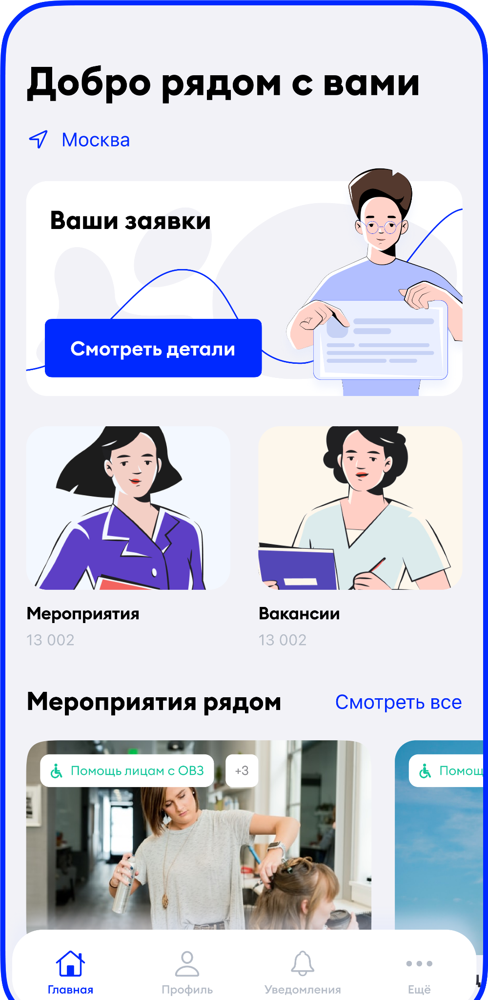 Добро рядом с вами
Москва
Ваши заявки
Смотреть детали
Мероприятия
13 002
Вакансии
13 002
Мероприятия рядом
Смотреть все
Помощь лицам с ОВЗ
+3
Помощ
Главная
Профиль
Уведомления
Ещё